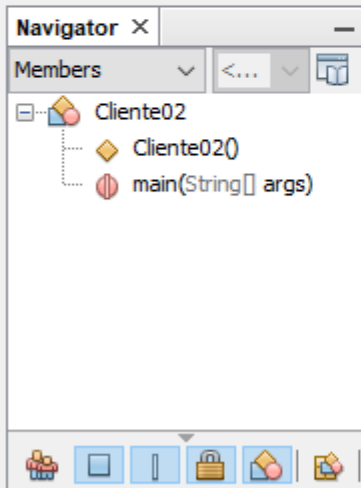 Navigator
Members <...
Cliente02
Cliente02()
main(String[] args)